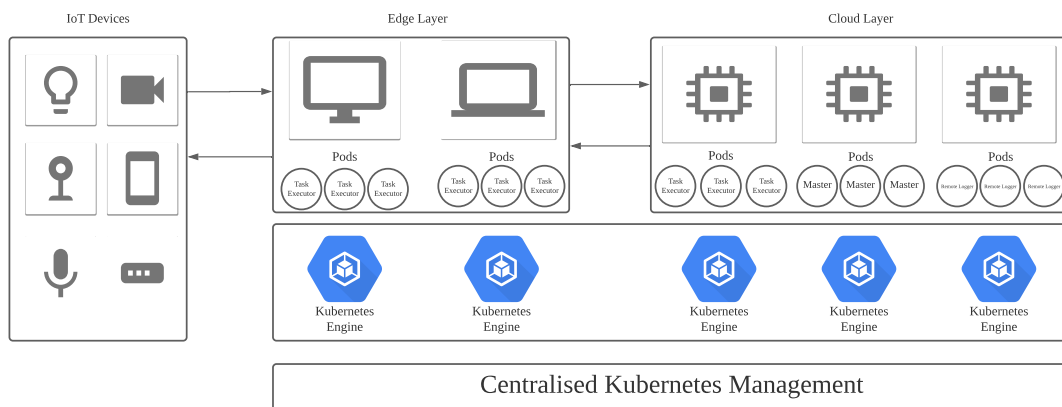 IoT Devices
Edge Layer
Cloud Layer
Pods
Pods
Pods
Pods
Pods
Task
Executor
Task
Executor
Task
Executor
Task
Executor
Task
Executor
Task
Executor
Task
Executor
Task
Executor
Task
Executor
Master
Master
Master
Remote Logger
Remote Logger
Remote Logger
Kubernetes
Engine
Kubernetes
Engine
Kubernetes
Engine
Kubernetes
Engine
Kubernetes
Engine
Centralised Kubernetes Management